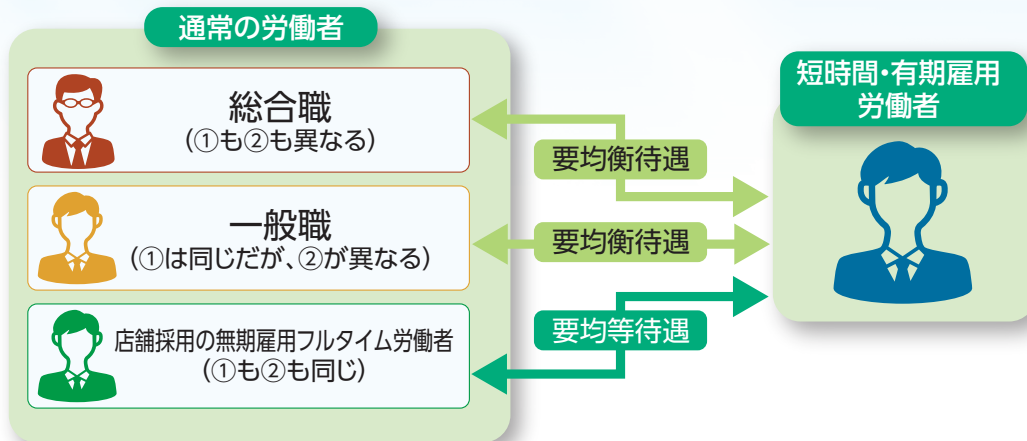 通常の労働者
総合職
(①も②も異なる)
一般職
(①は同じだが、②が異なる)
店舗採用の無期雇用フルタイム労働者
(①も②も同じ)
要均衡待遇
要均衡待遇
要均等待遇
短時間・有期雇用
労働者